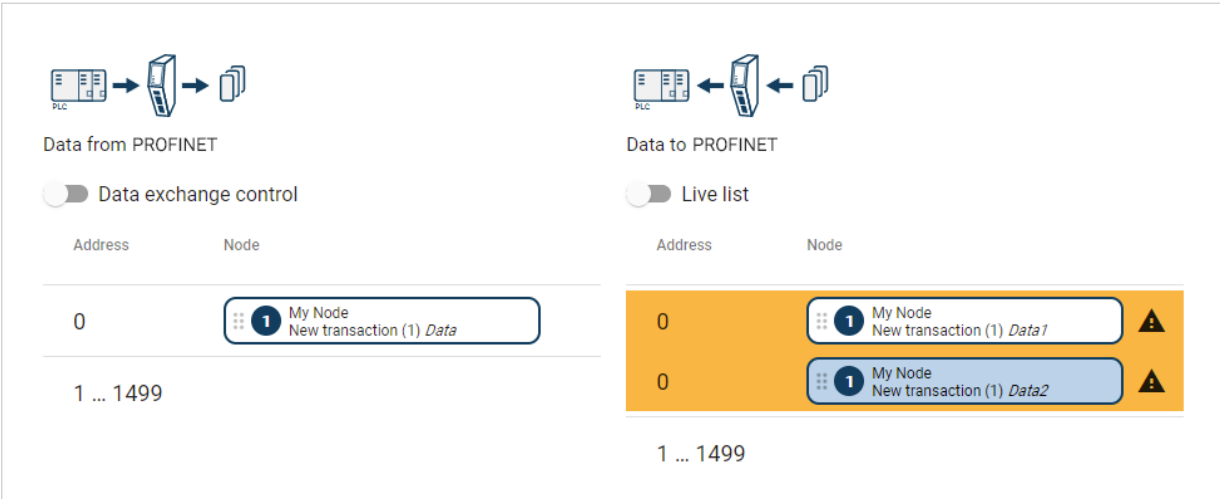 PLC
Data from PROFINET
Data exchange control
Address Node
0
1 My Node
New transaction (1) Data
1 ... 1499
PLC
Data to PROFINET
Live list
Address Node
0
1 My Node
New transaction (1) Data1
0
1 My Node
New transaction (1) Data2
1 ... 1499